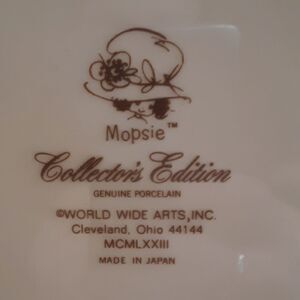 Mopsie™
Collector's Edition
GENUINE PORCELAIN
©WORLD WIDE ARTS, INC.
Cleveland, Ohio 44144
MCMLXXIII
MADE IN JAPAN